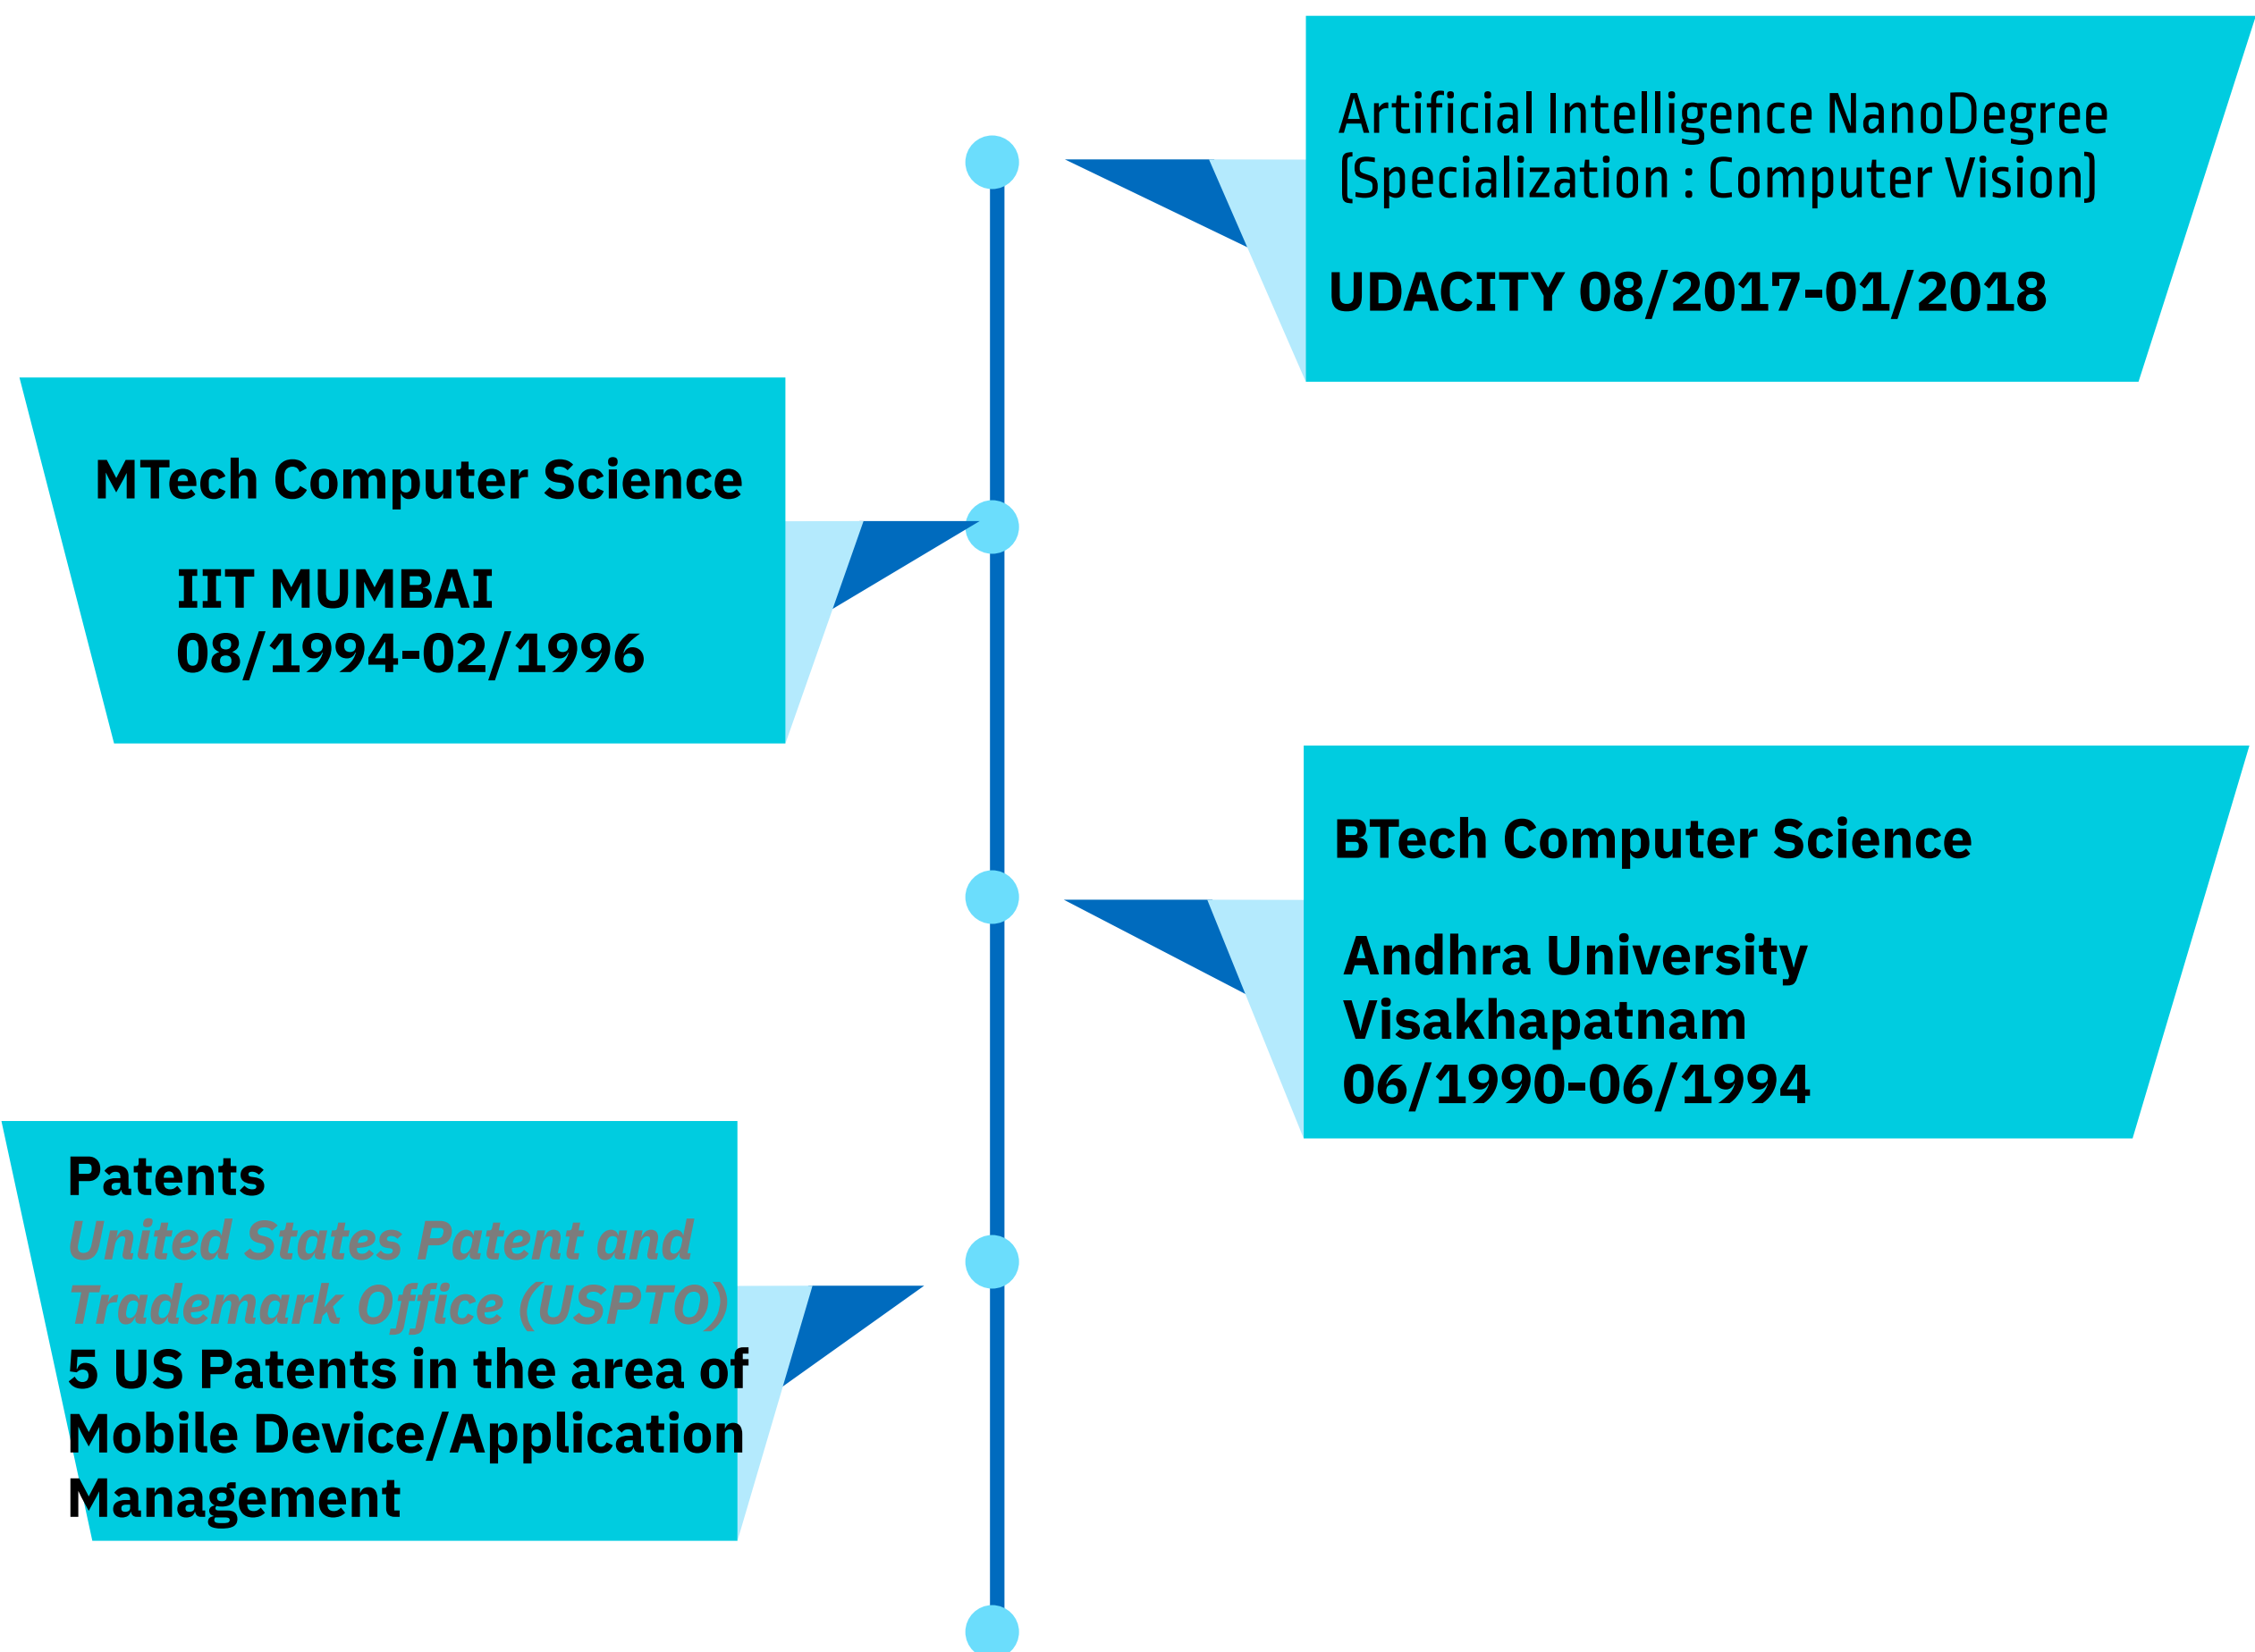 Artificial Intelligence NanoDegree
(Specialization : Computer Vision)
UDACITY 08/2017-01/2018
MTech Computer Science
IIT MUMBAI
08/1994-02/1996
BTech Computer Science
Andhra University
Visakhapatnam
06/1990-06/1994
Patents
United States Patent and
Trademark Office (USPTO)
5 US Patents in the area of
Mobile Device/Application
Management